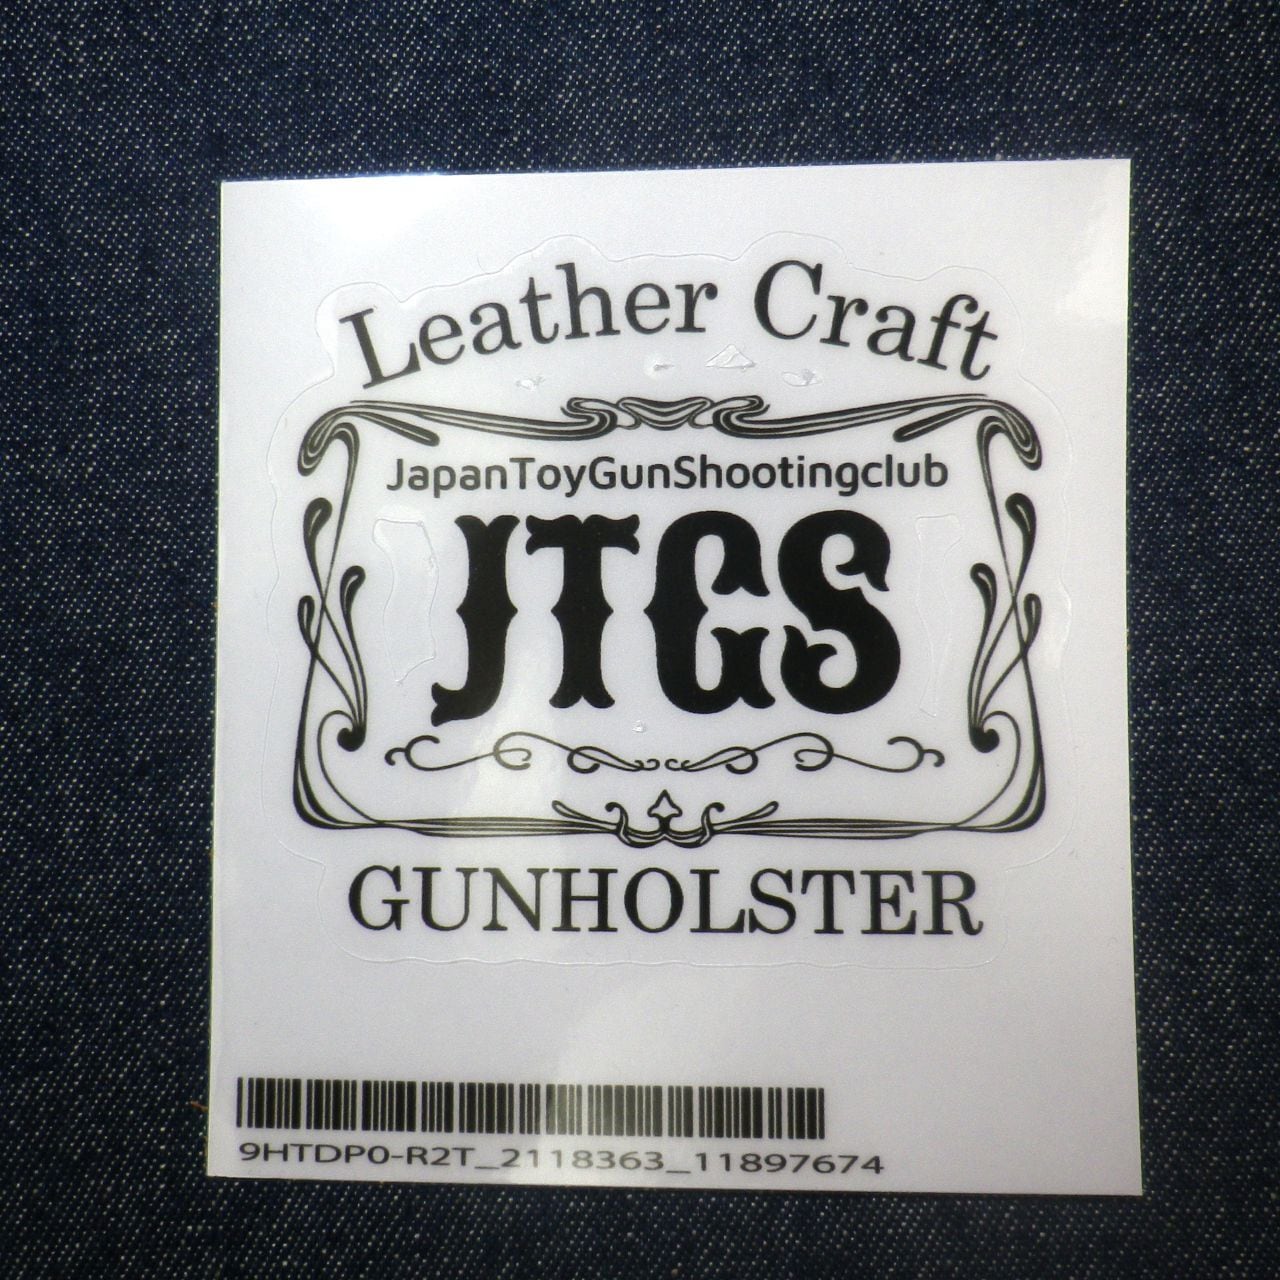 Leather Craft
JapanToyGunShootingclub
JTGS
GUNHOLSTER
9HTDP0-R2T_2118363_11897674